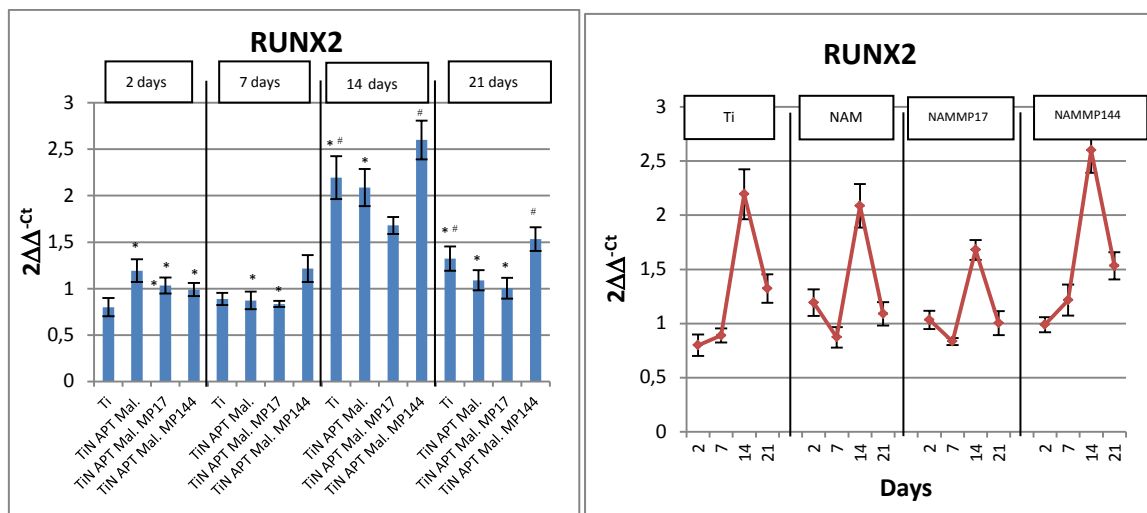 RUNX2
2 days 7 days 14 days 21 days
3
* # * #
2,5
2
* # #
1,5
* * * * * * * *
1
0,5
0
2ΔΔ-Ct
Ti
TiN APT Mal.
TiN APT Mal. MP17
TiN APT Mal. MP144
Ti
TiN APT Mal.
TiN APT Mal. MP17
TiN APT Mal. MP144
Ti
TiN APT Mal.
TiN APT Mal. MP17
TiN APT Mal. MP144
Ti
TiN APT Mal.
TiN APT Mal. MP17
TiN APT Mal. MP144
RUNX2
Ti NAM NAMMP17 NAMMP144
3
2,5
2
1,5
1
0,5
0
2ΔΔ-Ct
2 7 14 21 2 7 14 21 2 7 14 21 2 7 14 21
Days